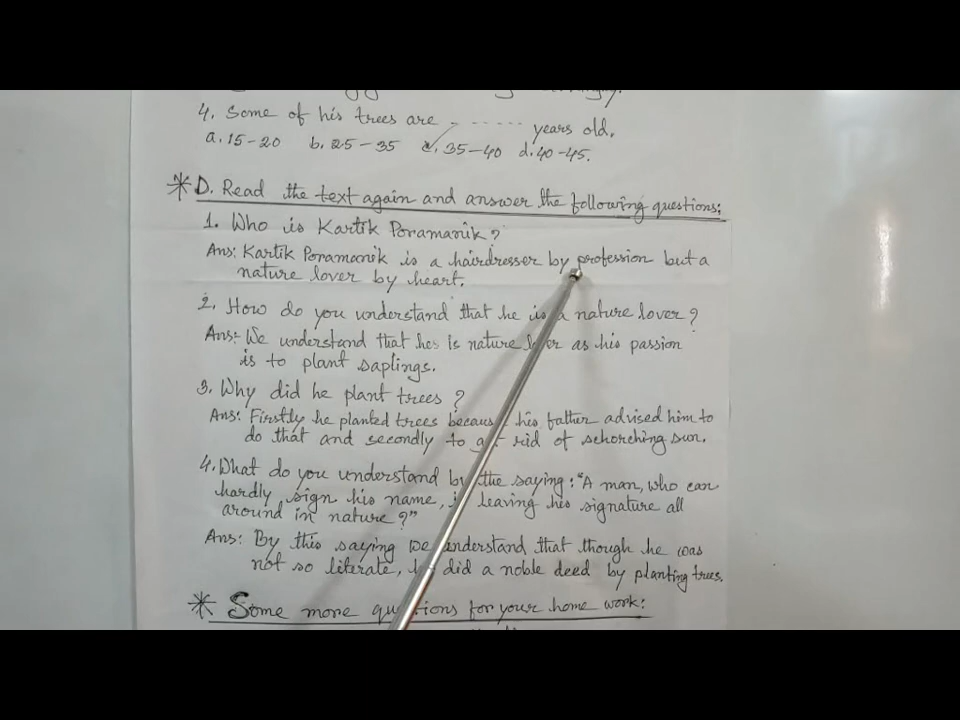 4. Some of his trees are ------ years old.
a. 15-20 b. 25-35 c. 35-40 d. 40-45.
* D. Read the text again and answer the following questions:
1. Who is Kartik Poramanik?
Ans: Kartik Poramanik is a hairdresser by profession but a
nature lover by heart.
2. How do you understand that he is a nature lover?
Ans:- We understand that hes is nature lover as his passion
is to plant saplings.
3. Why did he plant trees?
Ans: Firstly he planted trees because his father advised him to
do that and secondly to get rid of schorching sun.
4. What do you understand by the saying: "A man, who can
hardly sign his name, is leaving his signature all
around in nature?"
Ans: By this saying we understand that though he was
not so literate, he did a noble deed by planting trees.
* Some more questions for your home work: